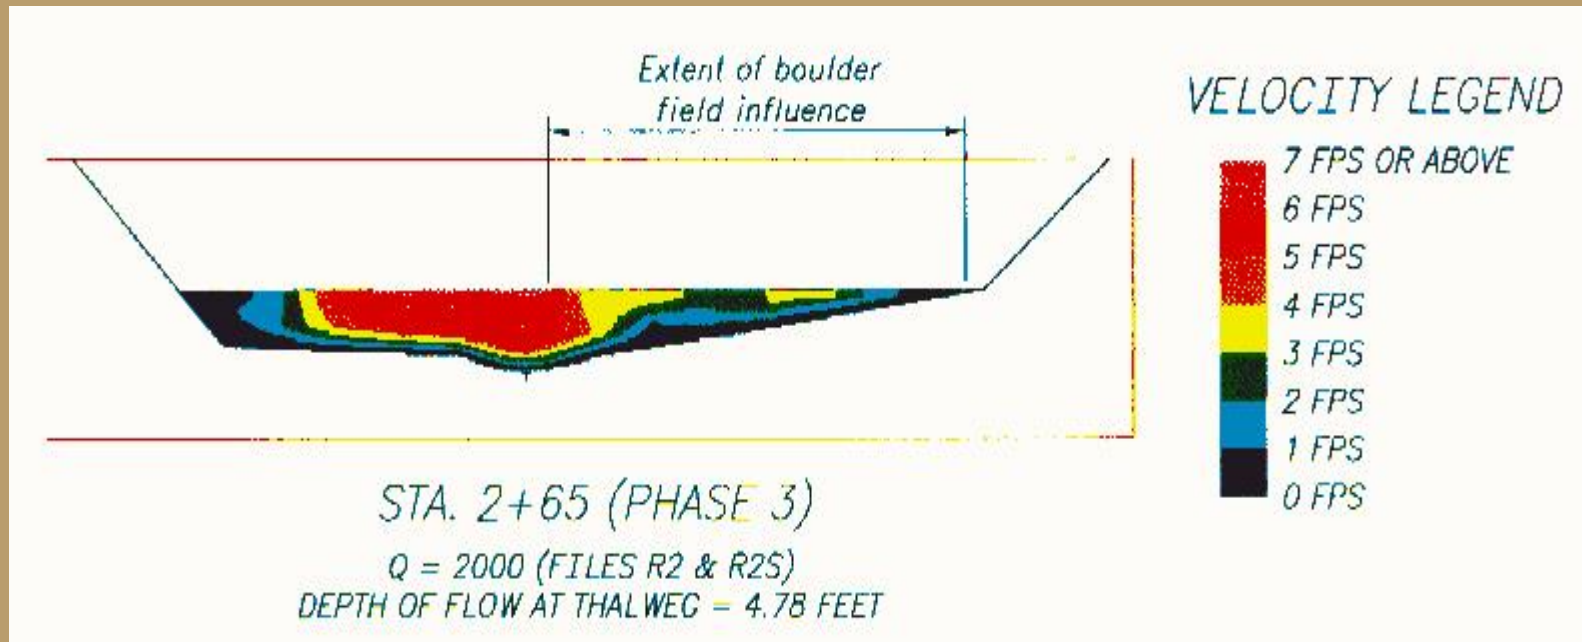 Extent of boulder
field influence
VELOCITY LEGEND
7 FPS OR ABOVE
6 FPS
5 FPS
4 FPS
3 FPS
2 FPS
1 FPS
0 FPS
STA. 2+65 (PHASE 3)
Q = 2000 (FILES R2 & R2S)
DEPTH OF FLOW AT THALWEG = 4.78 FEET